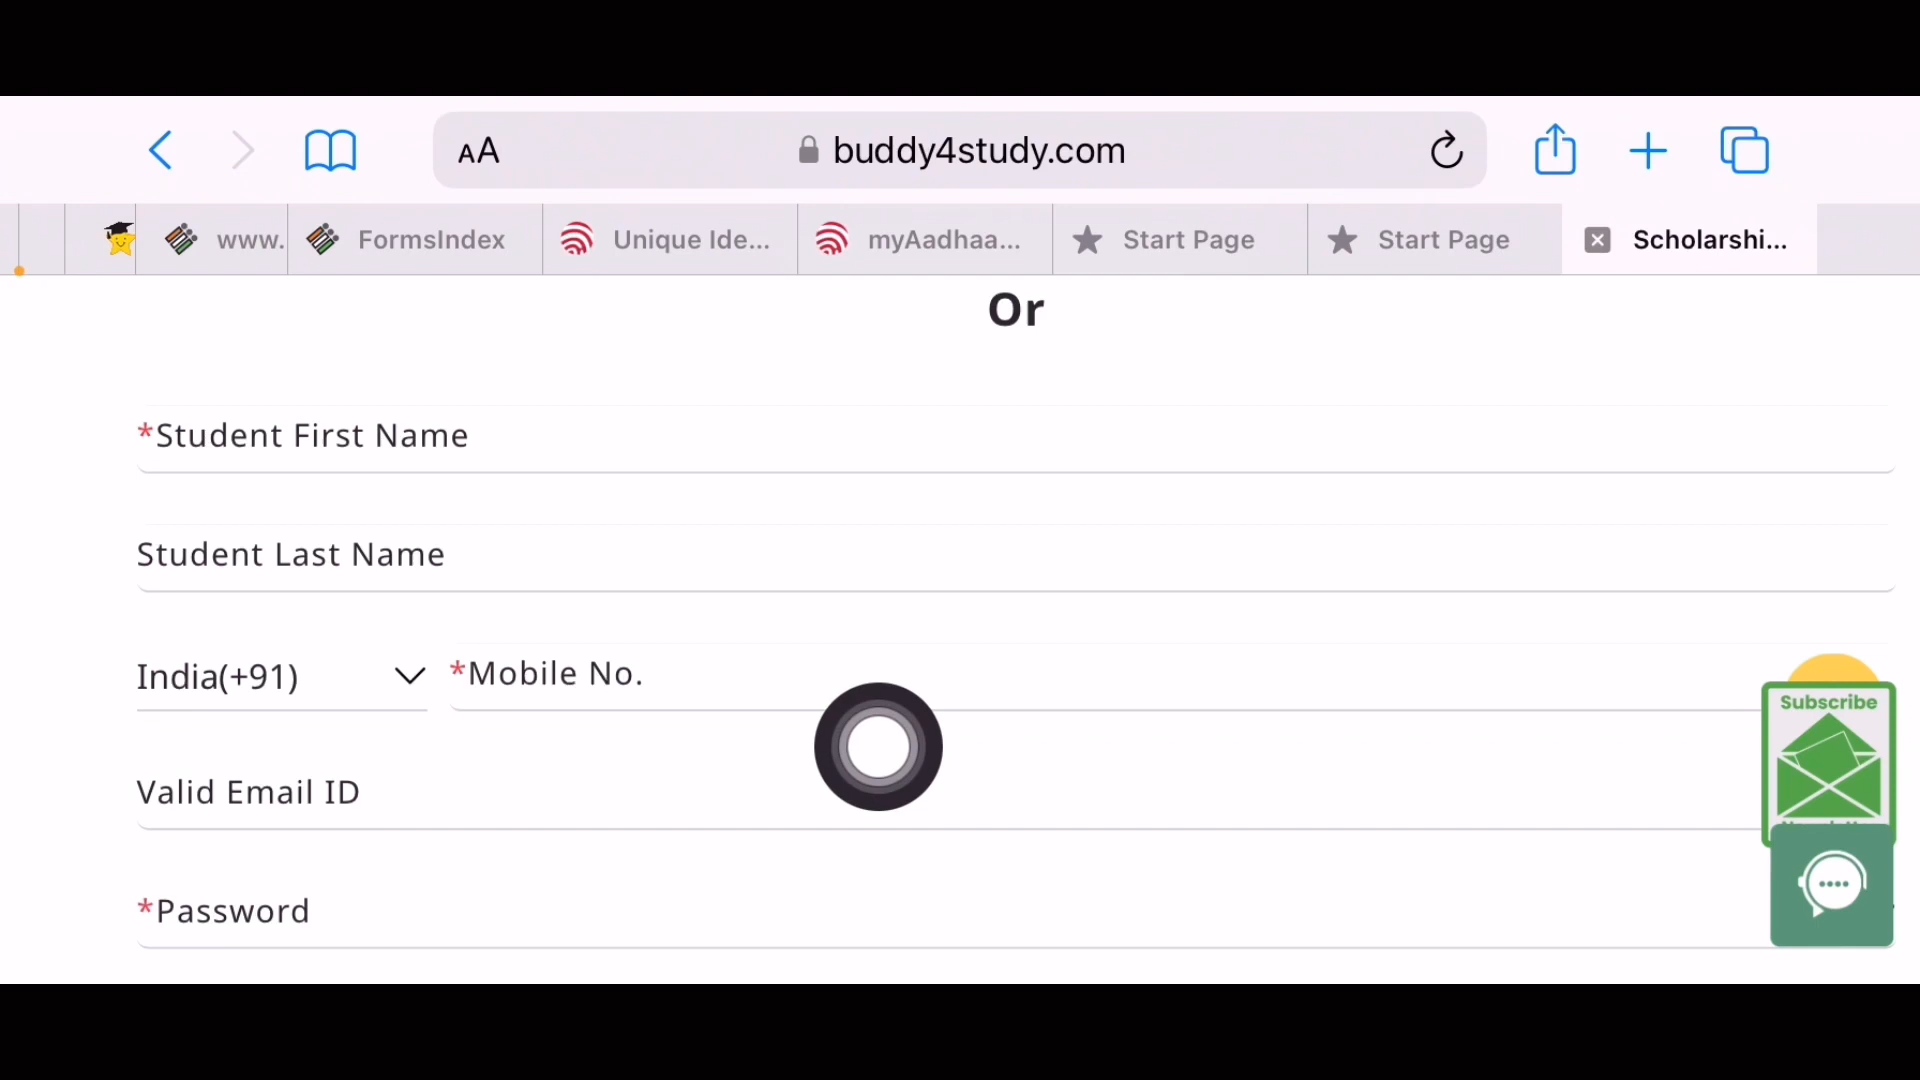 AA buddy4study.com
www. FormsIndex Unique Ide... myAadhaa... Start Page Start Page Scholarshi...
Or
*Student First Name
Student Last Name
India(+91) *Mobile No.
Subscribe
Valid Email ID
*Password